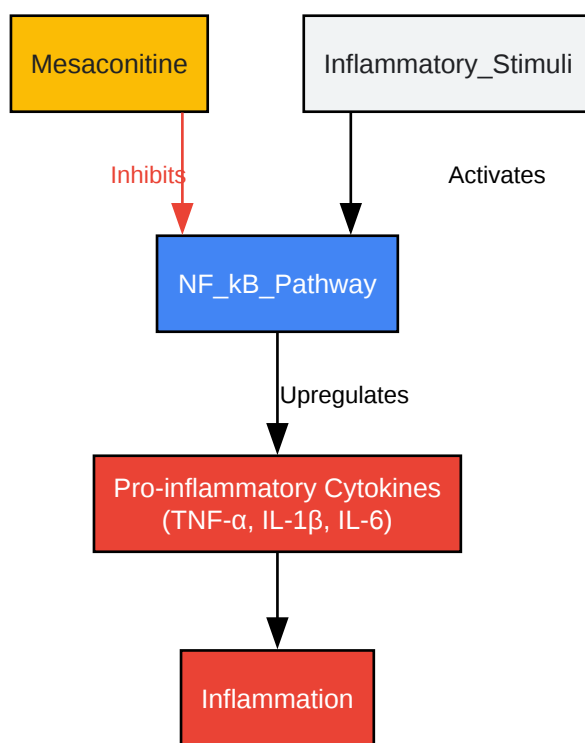 Mesaconitine
Inflammatory_Stimuli
Inhibits
Activates
NF_kB_Pathway
Upregulates
Pro-inflammatory Cytokines
(TNF-α, IL-1β, IL-6)
Inflammation